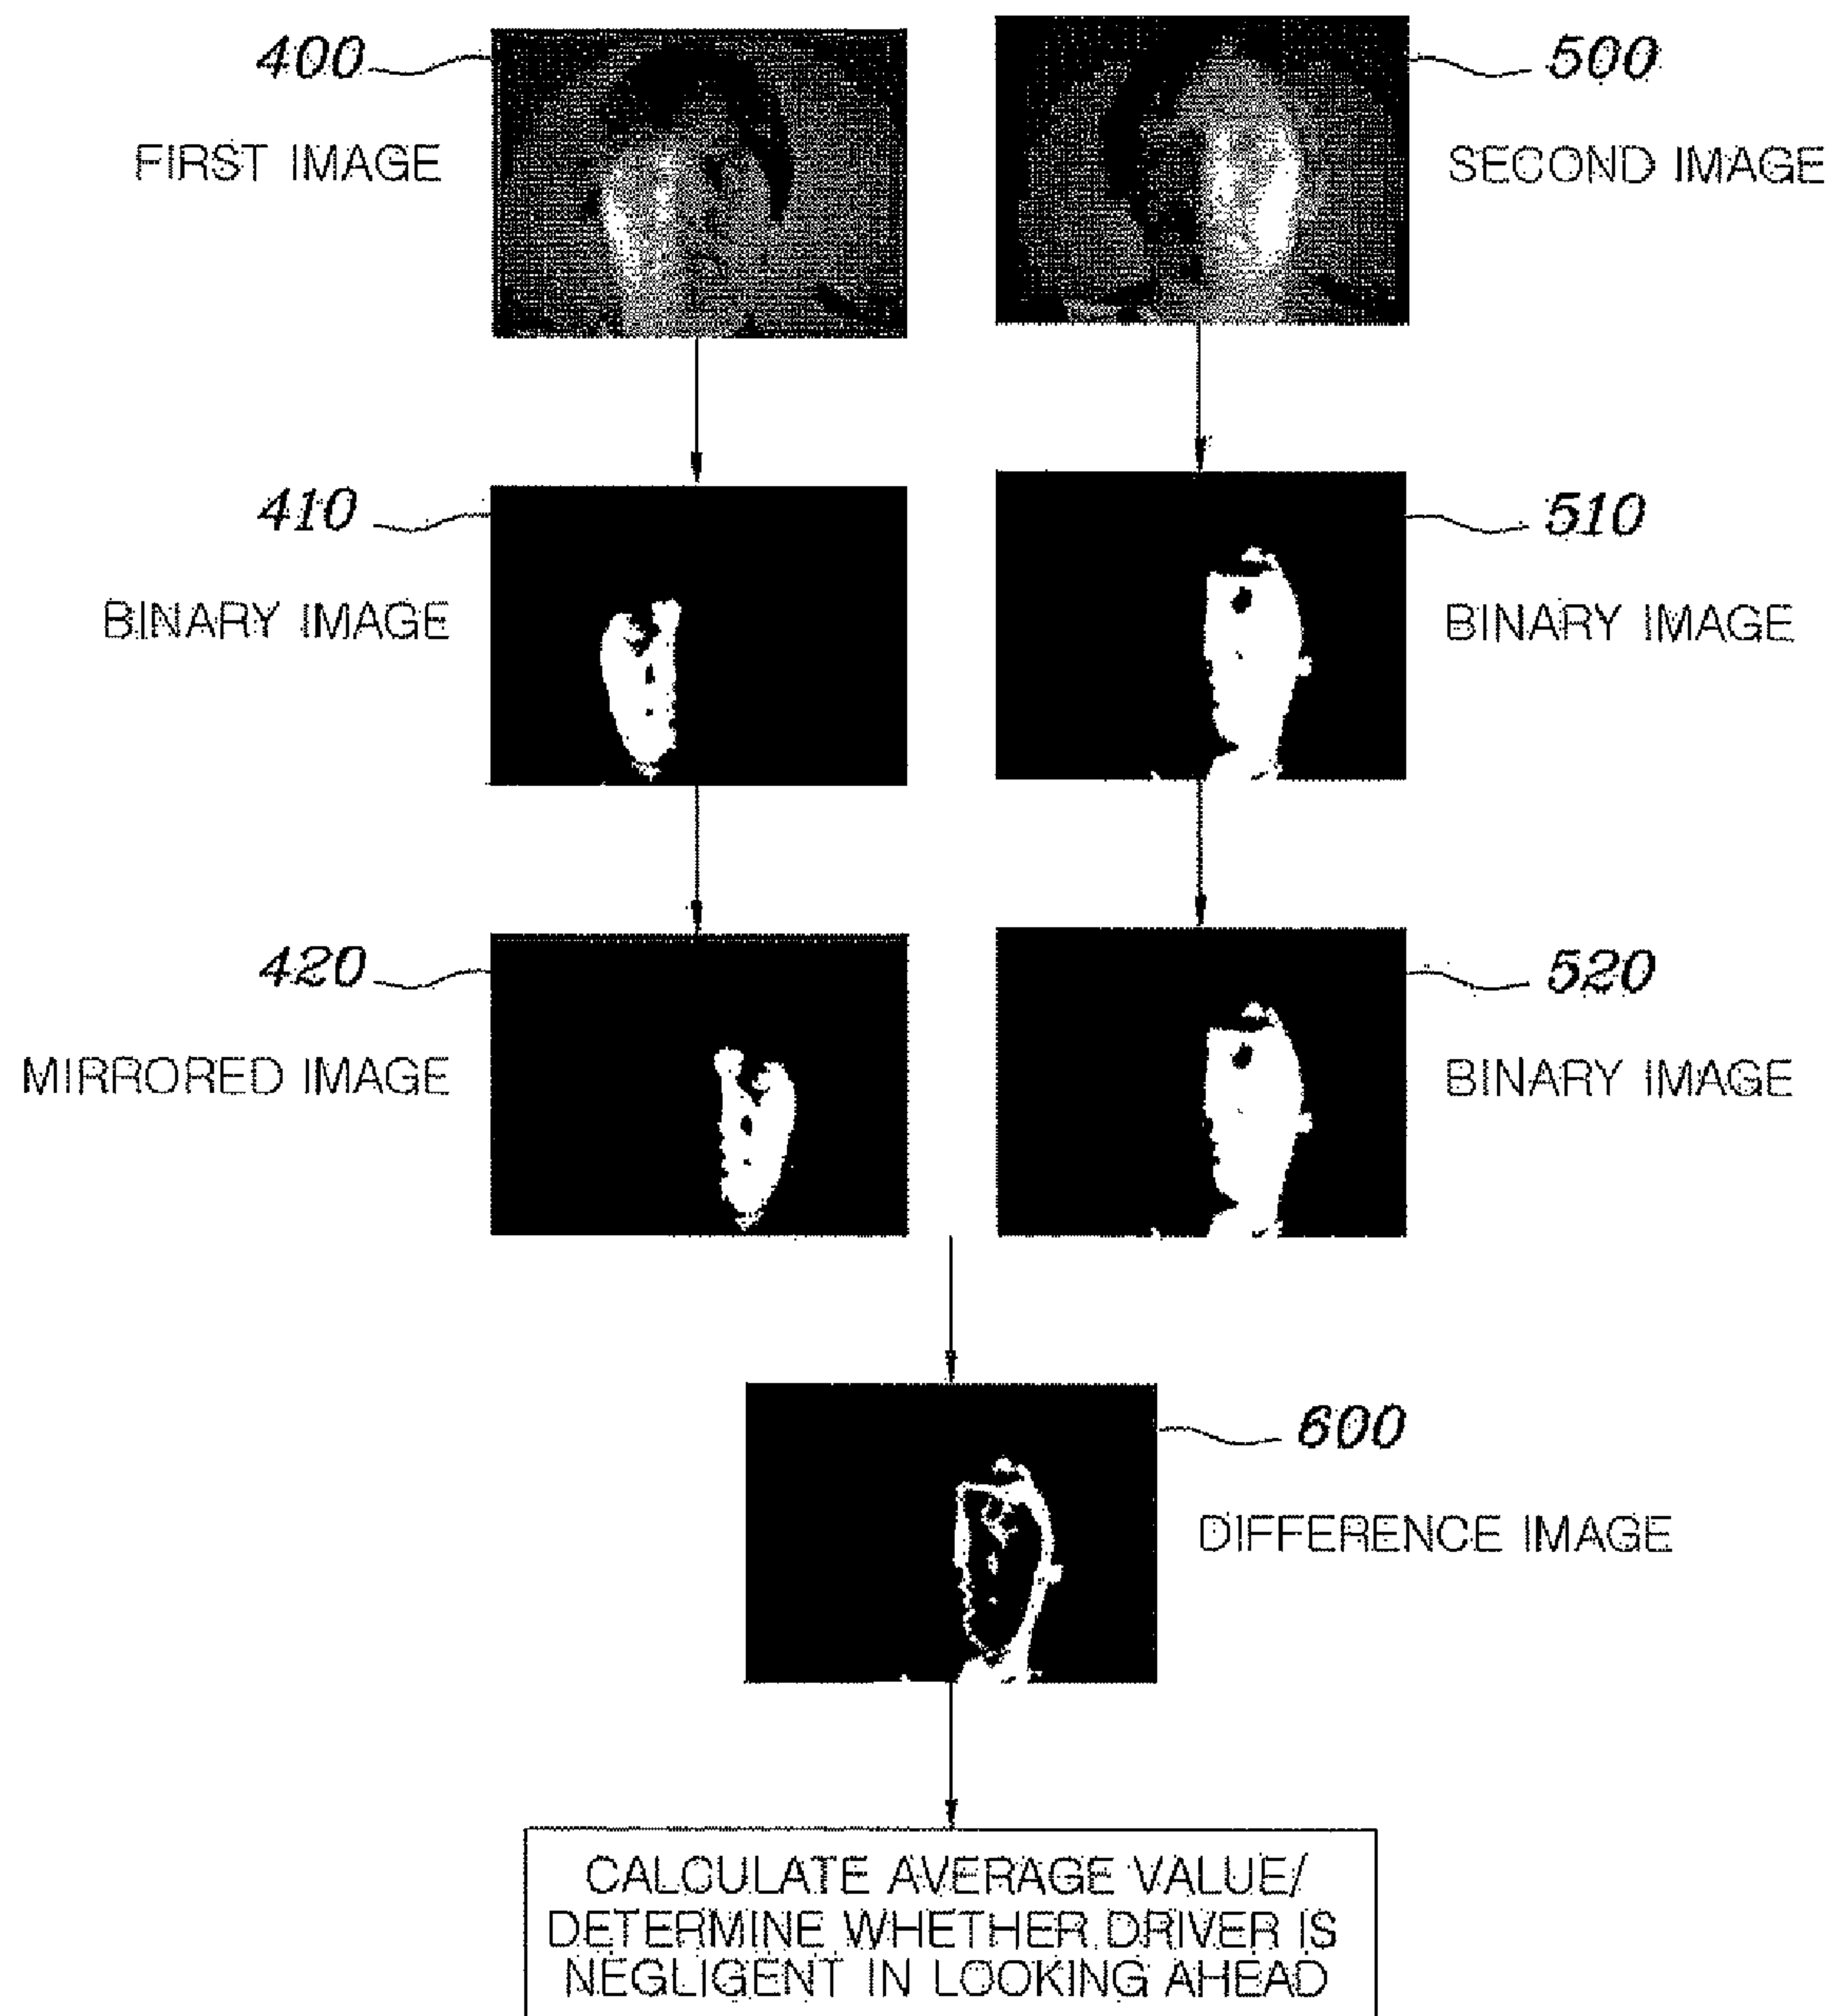 400
500
FIRST IMAGE
SECOND IMAGE
410
510
BINARY IMAGE
BINARY IMAGE
420
520
MIRRORED IMAGE
BINARY IMAGE
600
DIFFERENCE IMAGE
CALCULATE AVERAGE VALUE/
DETERMINE WHETHER DRIVER IS
NEGLIGENT IN LOOKING AHEAD